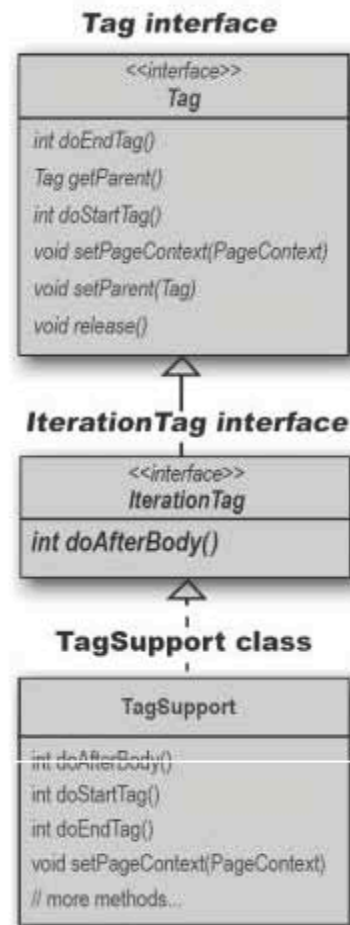 Tag interface
<<interface>>
Tag
int doEndTag()
Tag getParent()
int doStartTag()
void setPageContext(PageContext)
void setParent(Tag)
void release()
IterationTag interface
<<interface>>
IterationTag
int doAfterBody()
TagSupport class
TagSupport
int doAfterBody()
int doStartTag()
int doEndTag()
void setPageContext(PageContext)
// more methods...